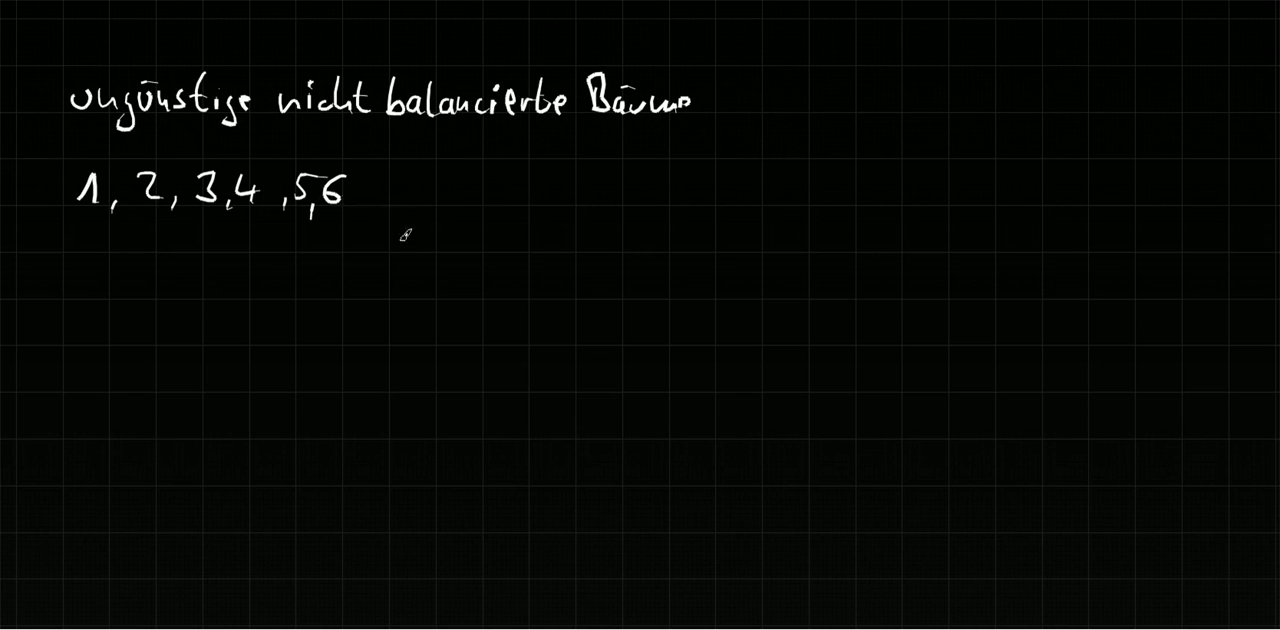 ungünstige nicht balancierte Bäume
1, 2, 3,4 ,5,6